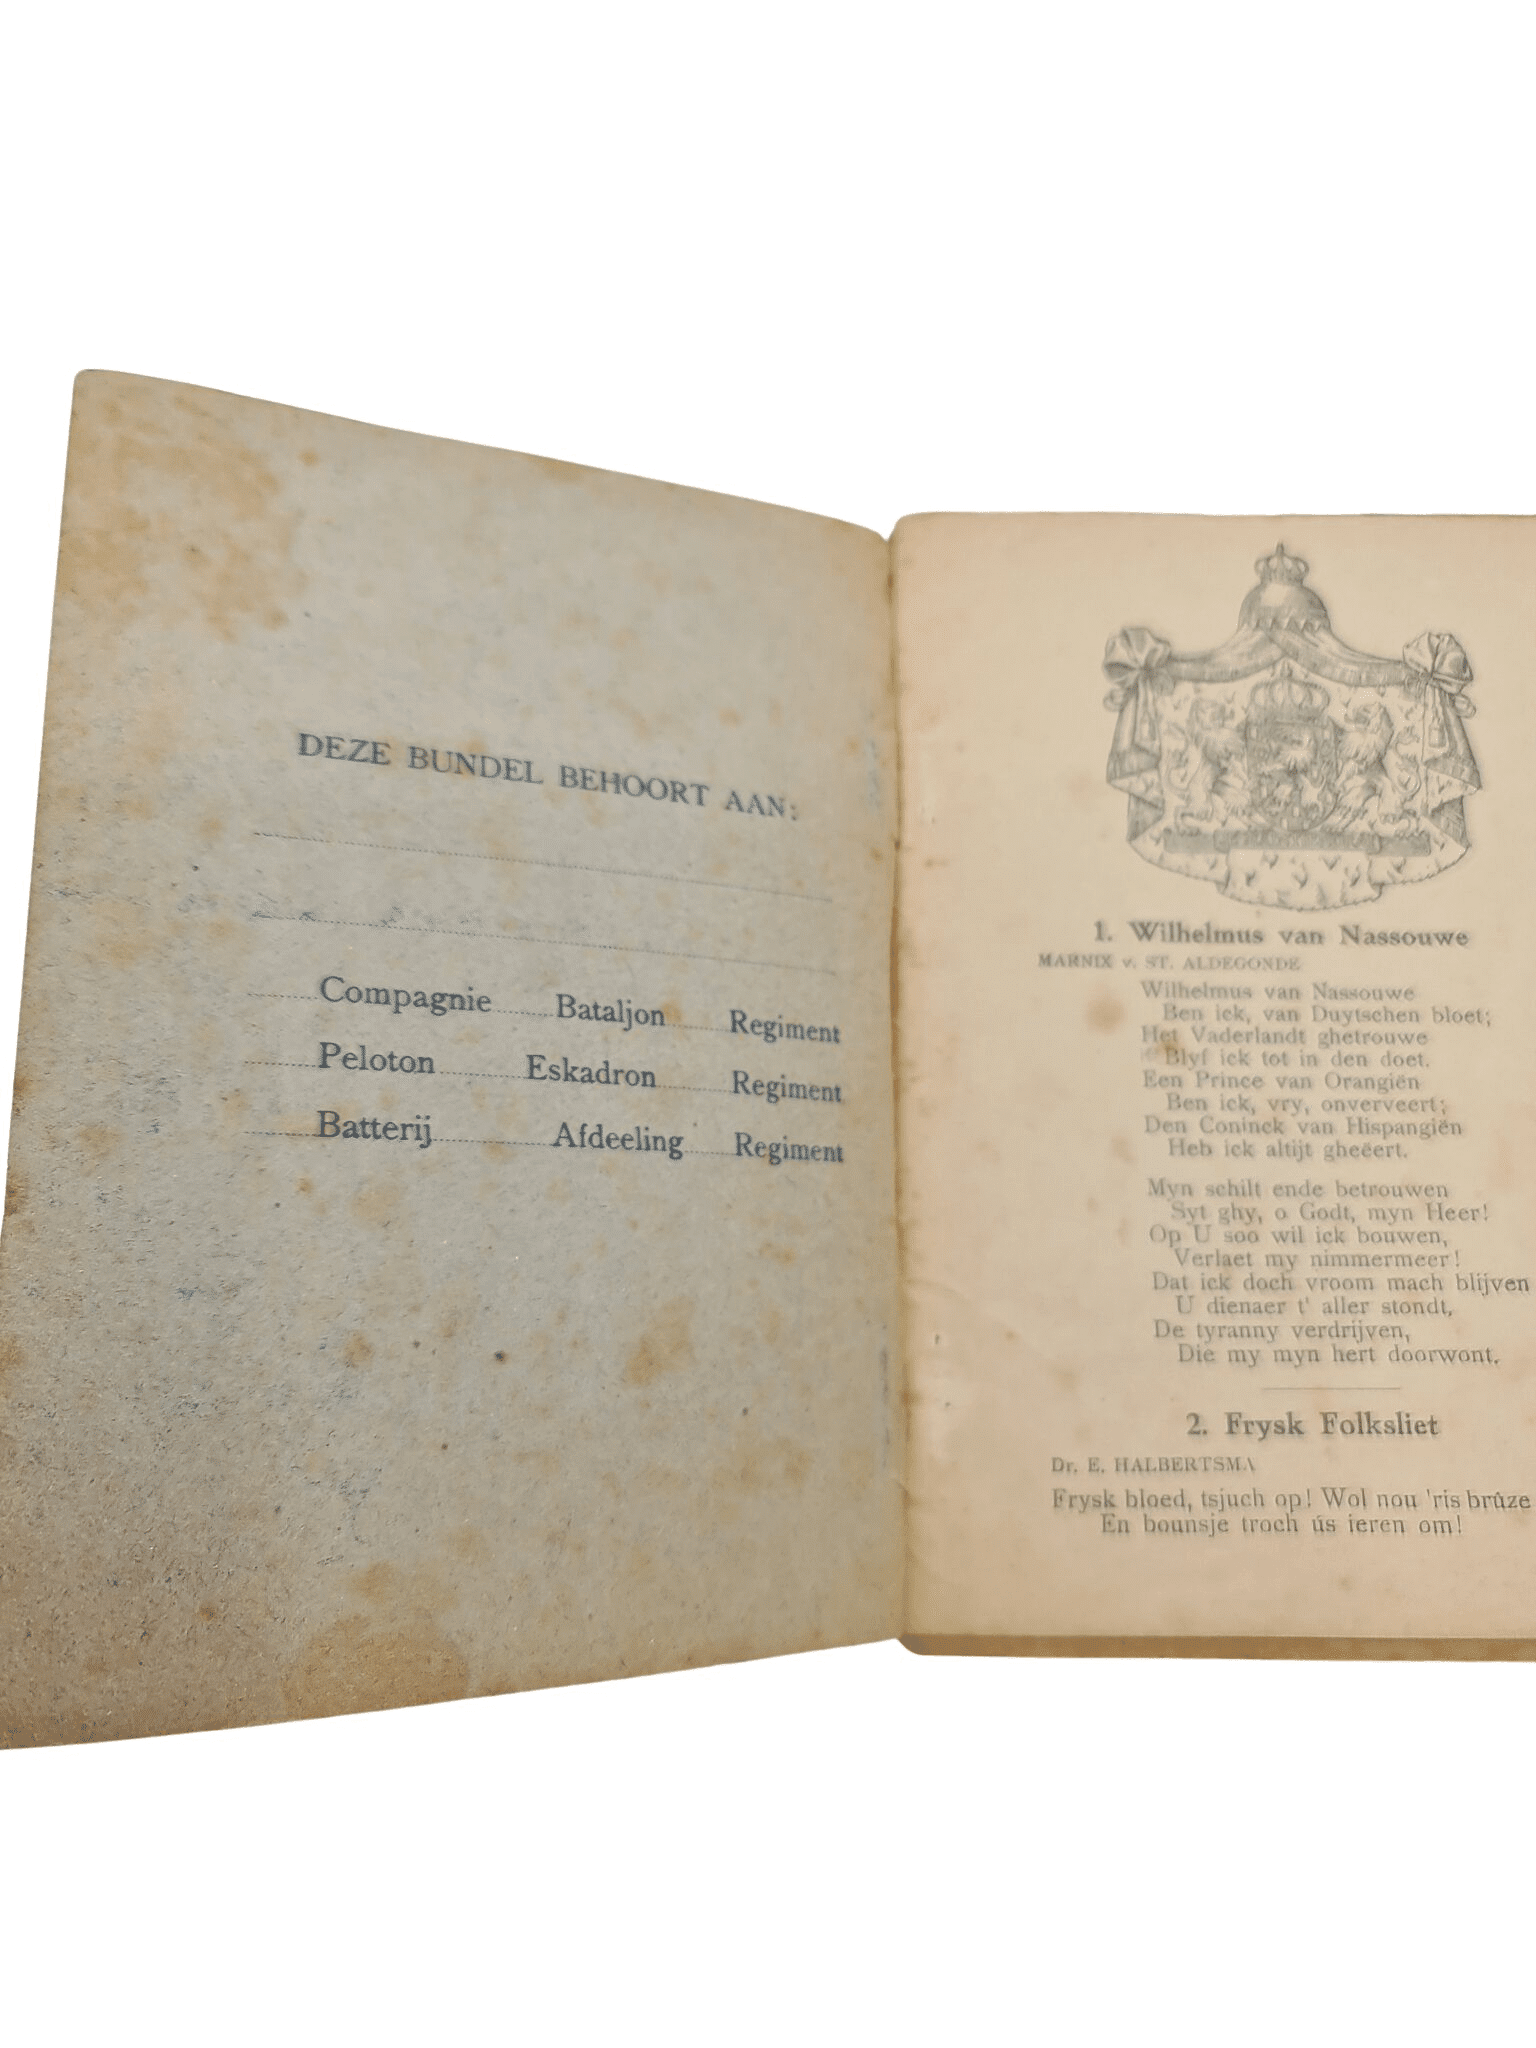 DEZE BUNDEL BEHOORT AAN:
Compagnie Bataljon Regiment
Peloton Eskadron Regiment
Batterij Afdeeling Regiment
1. Wilhelmus van Nassouwe
MARNIX v. ST. ALDEGONDE
Wilhelmus van Nassouwe
Ben ick, van Duytschen bloet;
Het Vaderlandt ghetrouwe
Blyf ick tot in den doet.
Een Prince van Orangiën
Ben ick, vry, onverveert;
Den Coninck van Hispangiën
Heb ick altijt gheëert.
Myn schilt ende betrouwen
Syt ghy, o Godt, myn Heer!
Op U soo wil ick bouwen,
Verlaet my nimmermeer!
Dat ick doch vroom mach blijven
U dienaer t' aller stondt,
De tyranny verdrijven,
Die my myn hert doorwont.
2. Frysk Folksliet
Dr. E. HALBERTSMA
Frysk bloed, tsjuch op! Wol nou 'ris brûze
En bounsje troch ús ieren om!